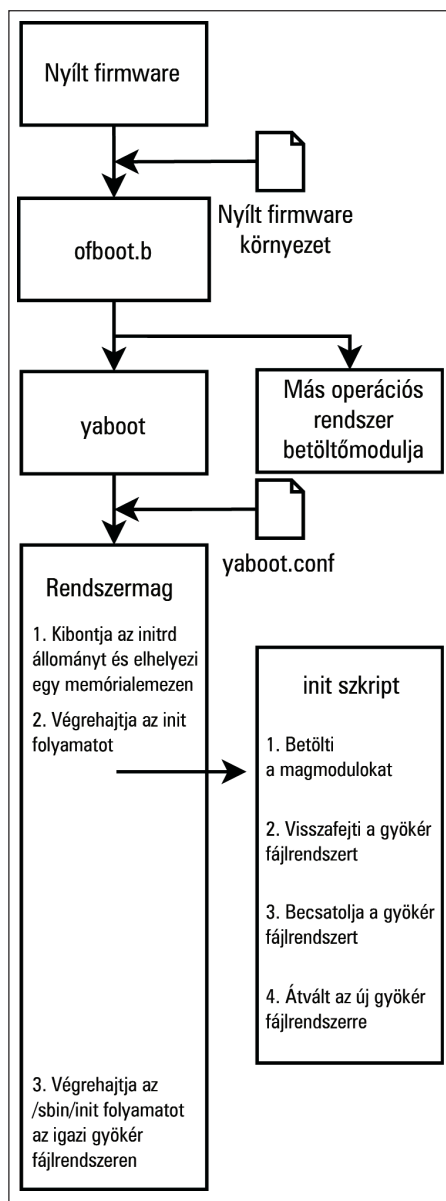 Nyílt firmware
Nyílt firmware
környezet
ofboot.b
yaboot
Más operációs
rendszer
betöltőmodulja
yaboot.conf
Rendszermag
1. Kibontja az initrd
állományt és elhelyezi
egy memórialemezen
2. Végrehajtja az init
folyamatot
init szkript
1. Betölti
a magmodulokat
2. Visszafejti a gyökér
fájlrendszert
3. Becsatolja a gyökér
fájlrendszert
4. Átvált az új gyökér
fájlrendszerre
3. Végrehajtja az
/sbin/init folyamatot
az igazi gyökér
fájlrendszeren